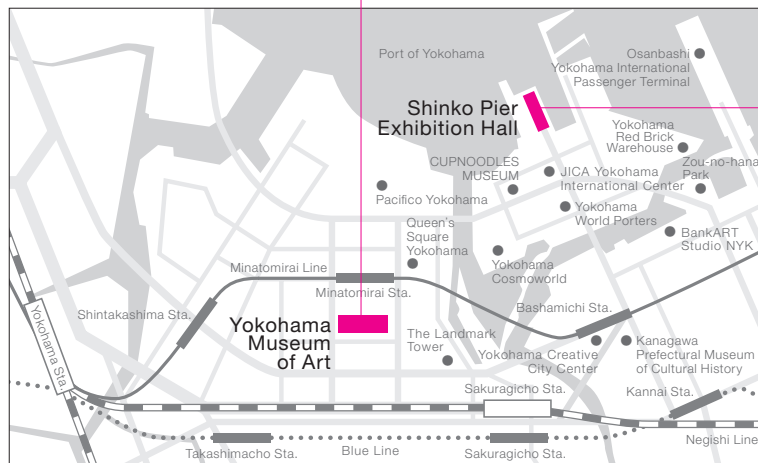 Port of Yokohama
Osanbashi
Yokohama International
Passenger Terminal
Shinko Pier
Exhibition Hall
Yokohama
Red Brick
Warehouse
Zou-no-hana
Park
CUPNOODLES
MUSEUM
JICA Yokohama
International Center
Pacifico Yokohama
Yokohama
World Porters
Queen's
Square
Yokohama
BankART
Studio NYK
Yokohama
Cosmoworld
Minatomirai Line
Minatomirai Sta.
Bashamichi Sta.
Shintakashima Sta.
Yokohama
Museum
of Art
The Landmark
Tower
Yokohama Creative
City Center
Kanagawa
Prefectural Museum
of Cultural History
Yokohama Sta.
Sakuragicho Sta.
Kannai Sta.
Negishi Line
Blue Line
Takashimacho Sta.
Sakuragicho Sta.